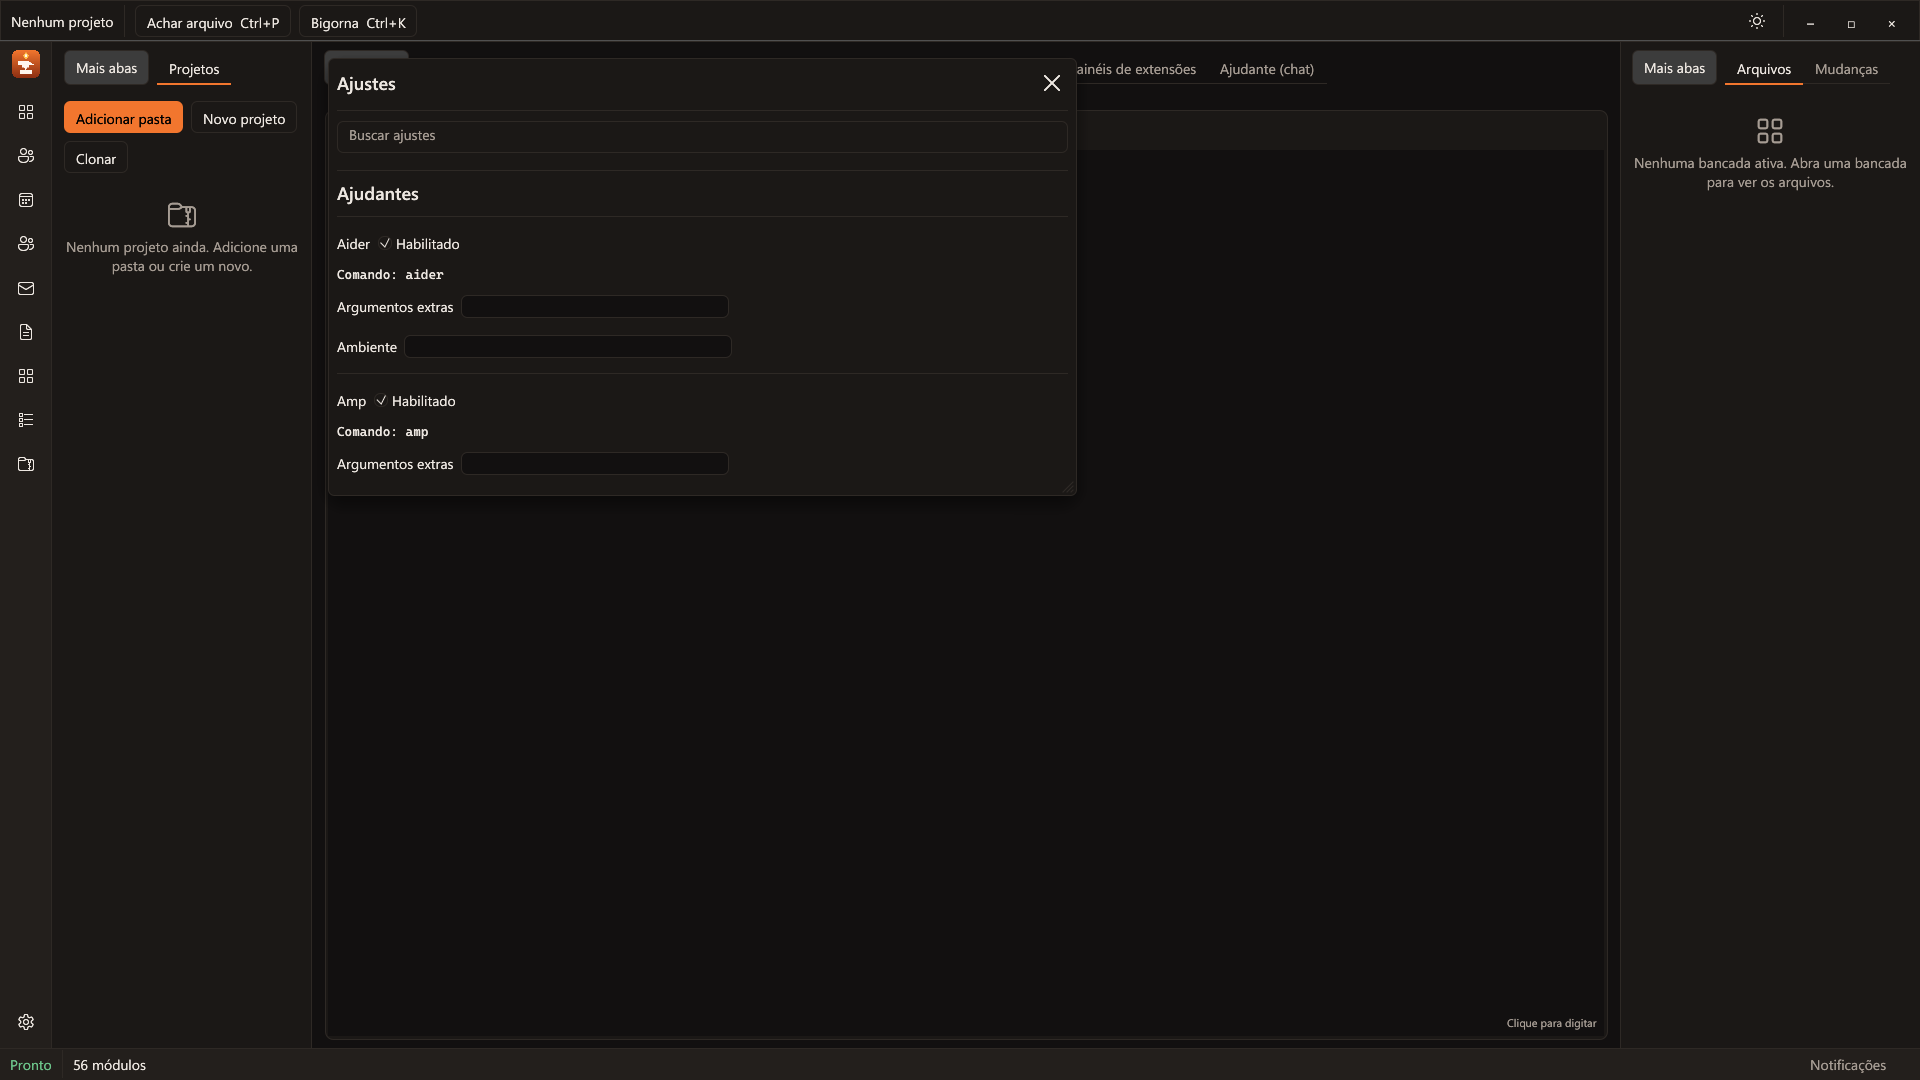 Nenhum projeto
Achar arquivo Ctrl+P
Bigorna Ctrl+K
Mais abas
Projetos
Adicionar pasta
Novo projeto
Clonar
Nenhum projeto ainda. Adicione uma
pasta ou crie um novo.
ainéis de extensões
Ajudante (chat)
Ajustes
Buscar ajustes
Ajudantes
Aider Habilitado
Comando: aider
Argumentos extras
Ambiente
Amp Habilitado
Comando: amp
Argumentos extras
Clique para digitar
Mais abas
Arquivos
Mudanças
Nenhuma bancada ativa. Abra uma bancada
para ver os arquivos.
Pronto
56 módulos
Notificações